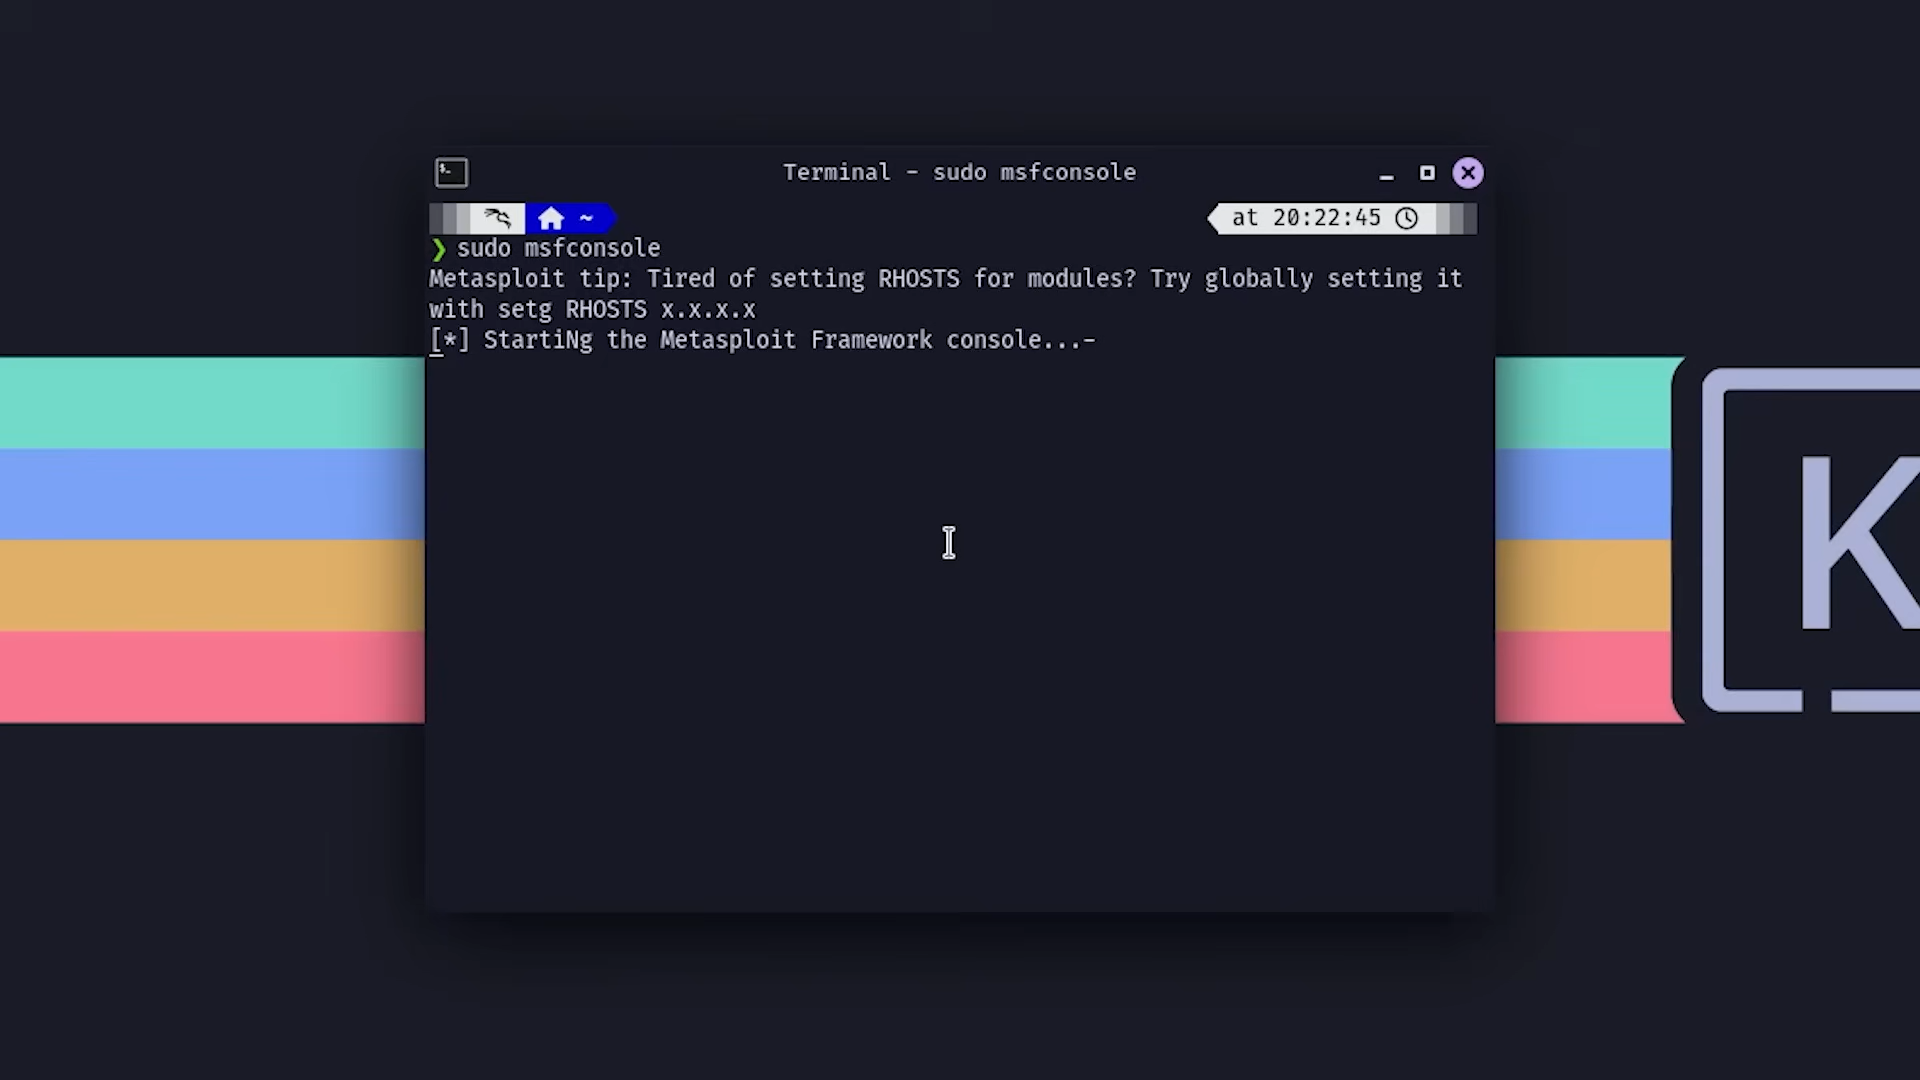 Terminal - sudo msfconsole
~
at 20:22:45
❯ sudo msfconsole
Metasploit tip: Tired of setting RHOSTS for modules? Try globally setting it
with setg RHOSTS x.x.x.x
[*] StartiNg the Metasploit Framework console...-
K